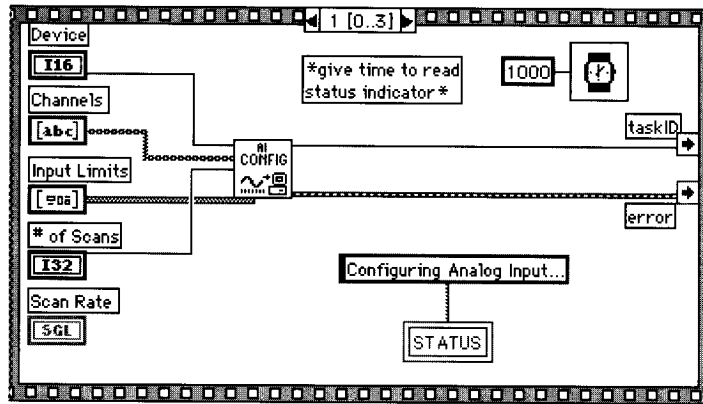 1 [0..3]
Device
I16
*give time to read
status indicator*
1000
Channels
[abc]
taskID
AI
CONFIG
Input Limits
error
# of Scans
I32
Configuring Analog Input...
Scan Rate
SGL
STATUS